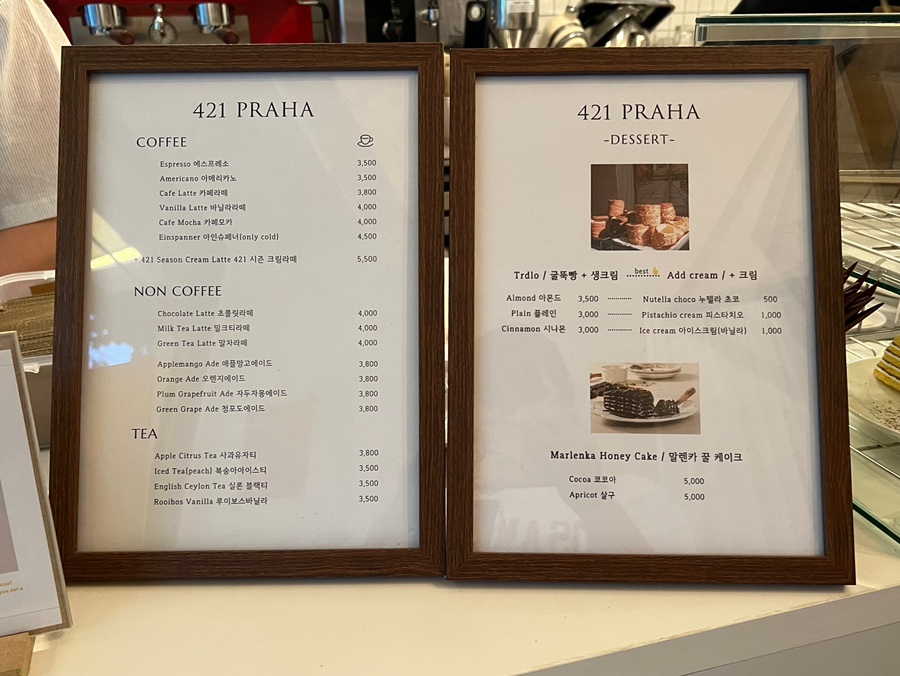 421 PRAHA
COFFEE
Espresso 에스프레소 3,500
Americano 아메리카노 3,500
Cafe Latte 카페라떼 3,800
Vanilla Latte 바닐라라떼 4,000
Cafe Mocha 카페모카 4,000
Einspanner 아인슈페너(only cold) 4,500
421 Season Cream Latte 421 시즌 크림라떼 5,500
NON COFFEE
Chocolate Latte 초콜릿라떼 4,000
Milk Tea Latte 밀크티라떼 4,000
Green Tea Latte 말차라떼 4,000
Applemango Ade 애플망고에이드 3,800
Orange Ade 오렌지에이드 3,800
Plum Grapefruit Ade 자두자몽에이드 3,800
Green Grape Ade 청포도에이드 3,800
TEA
Apple Citrus Tea 사과유자티 3,800
Iced Tea(peach) 복숭아아이스티 3,500
English Ceylon Tea 실론 블랙티 3,500
Rooibos Vanilla 루이보스바닐라 3,500
421 PRAHA
-DESSERT-
Trdlo / 굴뚝빵 + 생크림 best Add cream / + 크림
Almond 아몬드 3,500 Nutella choco 누텔라 초코 500
Plain 플레인 3,000 Pistachio cream 피스타치오 1,000
Cinnamon 시나몬 3,000 Ice cream 아이스크림(바닐라) 1,000
Marlenka Honey Cake / 말렌카 꿀 케이크
Cocoa 코코아 5,000
Apricot 살구 5,000